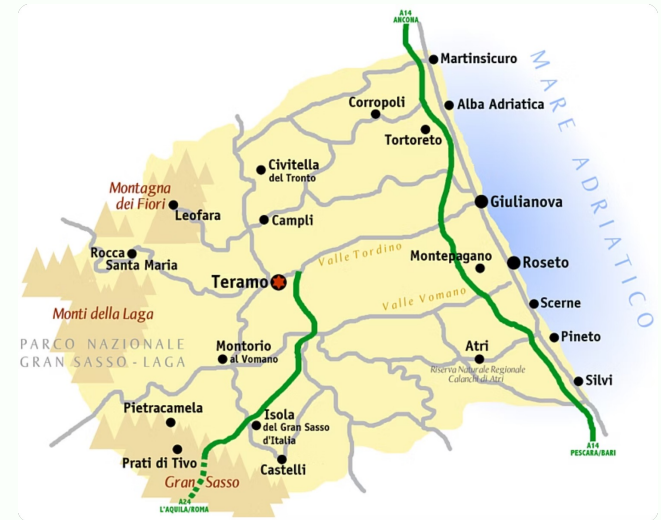 A14
ANCONA
Martinsicuro
MARE ADRIATICO
Corropoli
Alba Adriatica
Tortoreto
Civitella
del Tronto
Montagna
dei Fiori
Leofara
Campli
Giulianova
Rocca
Santa Maria
Valle Tordino
Montepagano
Roseto
Teramo
Valle Vomano
Scerne
Monti della Laga
PARCO NAZIONALE
GRAN SASSO - LAGA
Montorio
al Vomano
Atri
Riserva Naturale Regionale
Calanchi di Atri
Pineto
Silvi
Pietracamela
Isola
del Gran Sasso
d'Italia
Prati di Tivo
Castelli
Gran Sasso
A24
L'AQUILA/ROMA
A14
PESCARA/BARI